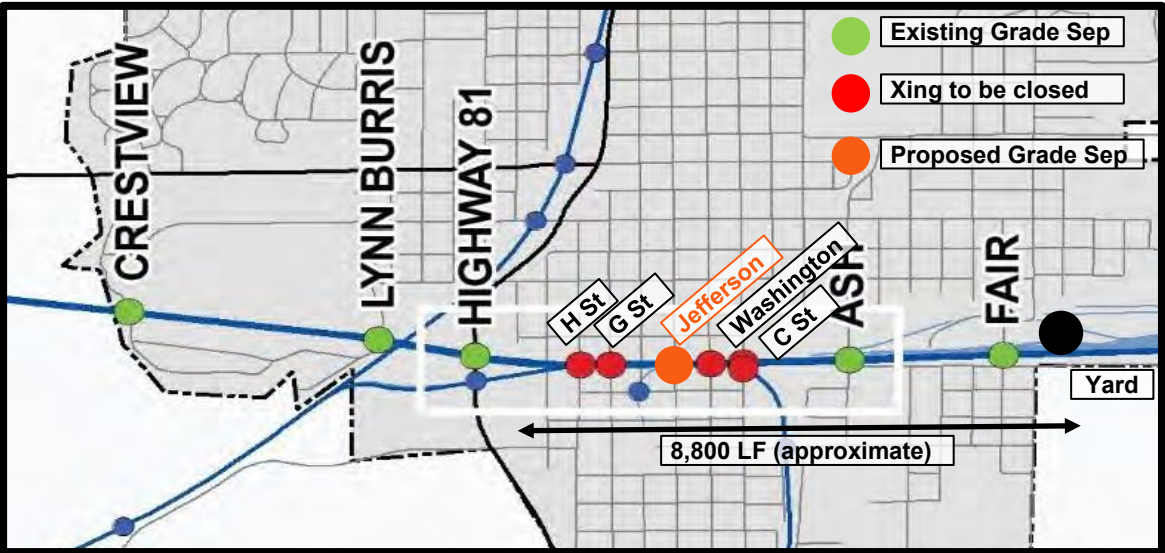 Existing Grade Sep
Xing to be closed
Proposed Grade Sep
CRESTVIEW
LYNN BURRIS
HIGHWAY 81
H St
G St
Jefferson
Washington
C St
ASH
FAIR
Yard
8,800 LF (approximate)